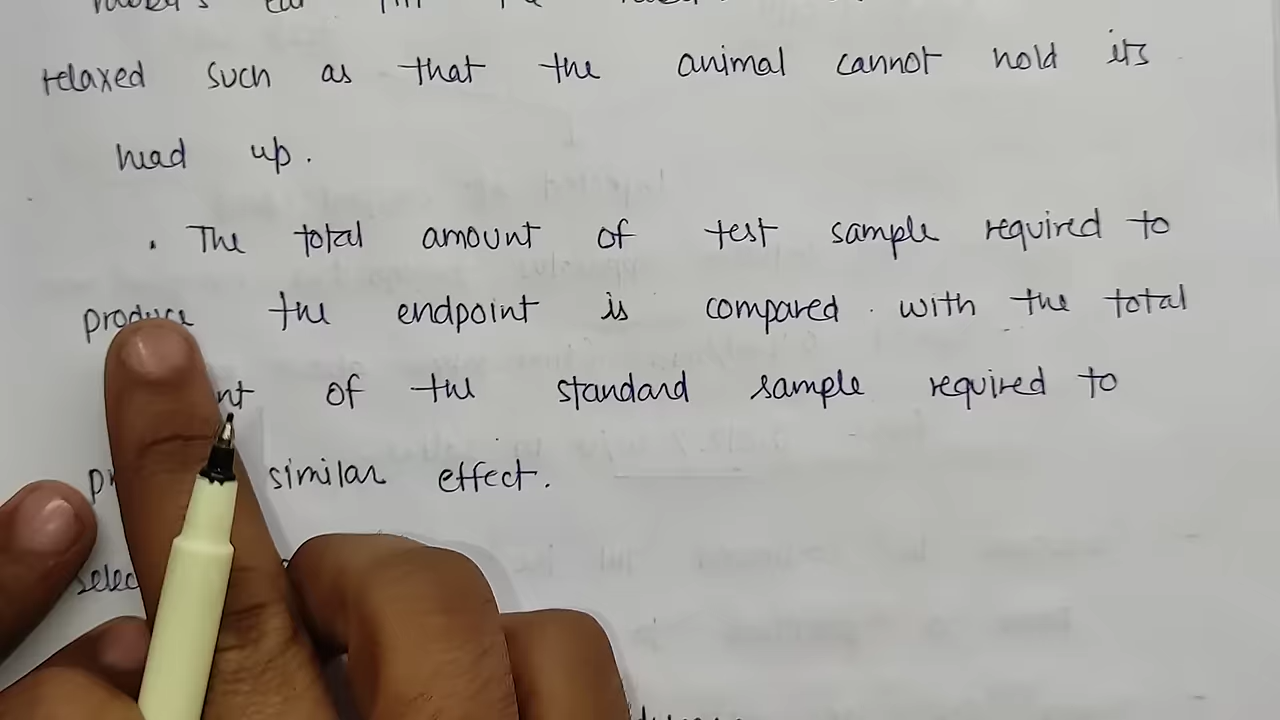 relaxed such as that the animal cannot hold its
head up.
. The total amount of test sample required to
produce the endpoint is compared with the total
of the standard sample required to
similar effect.